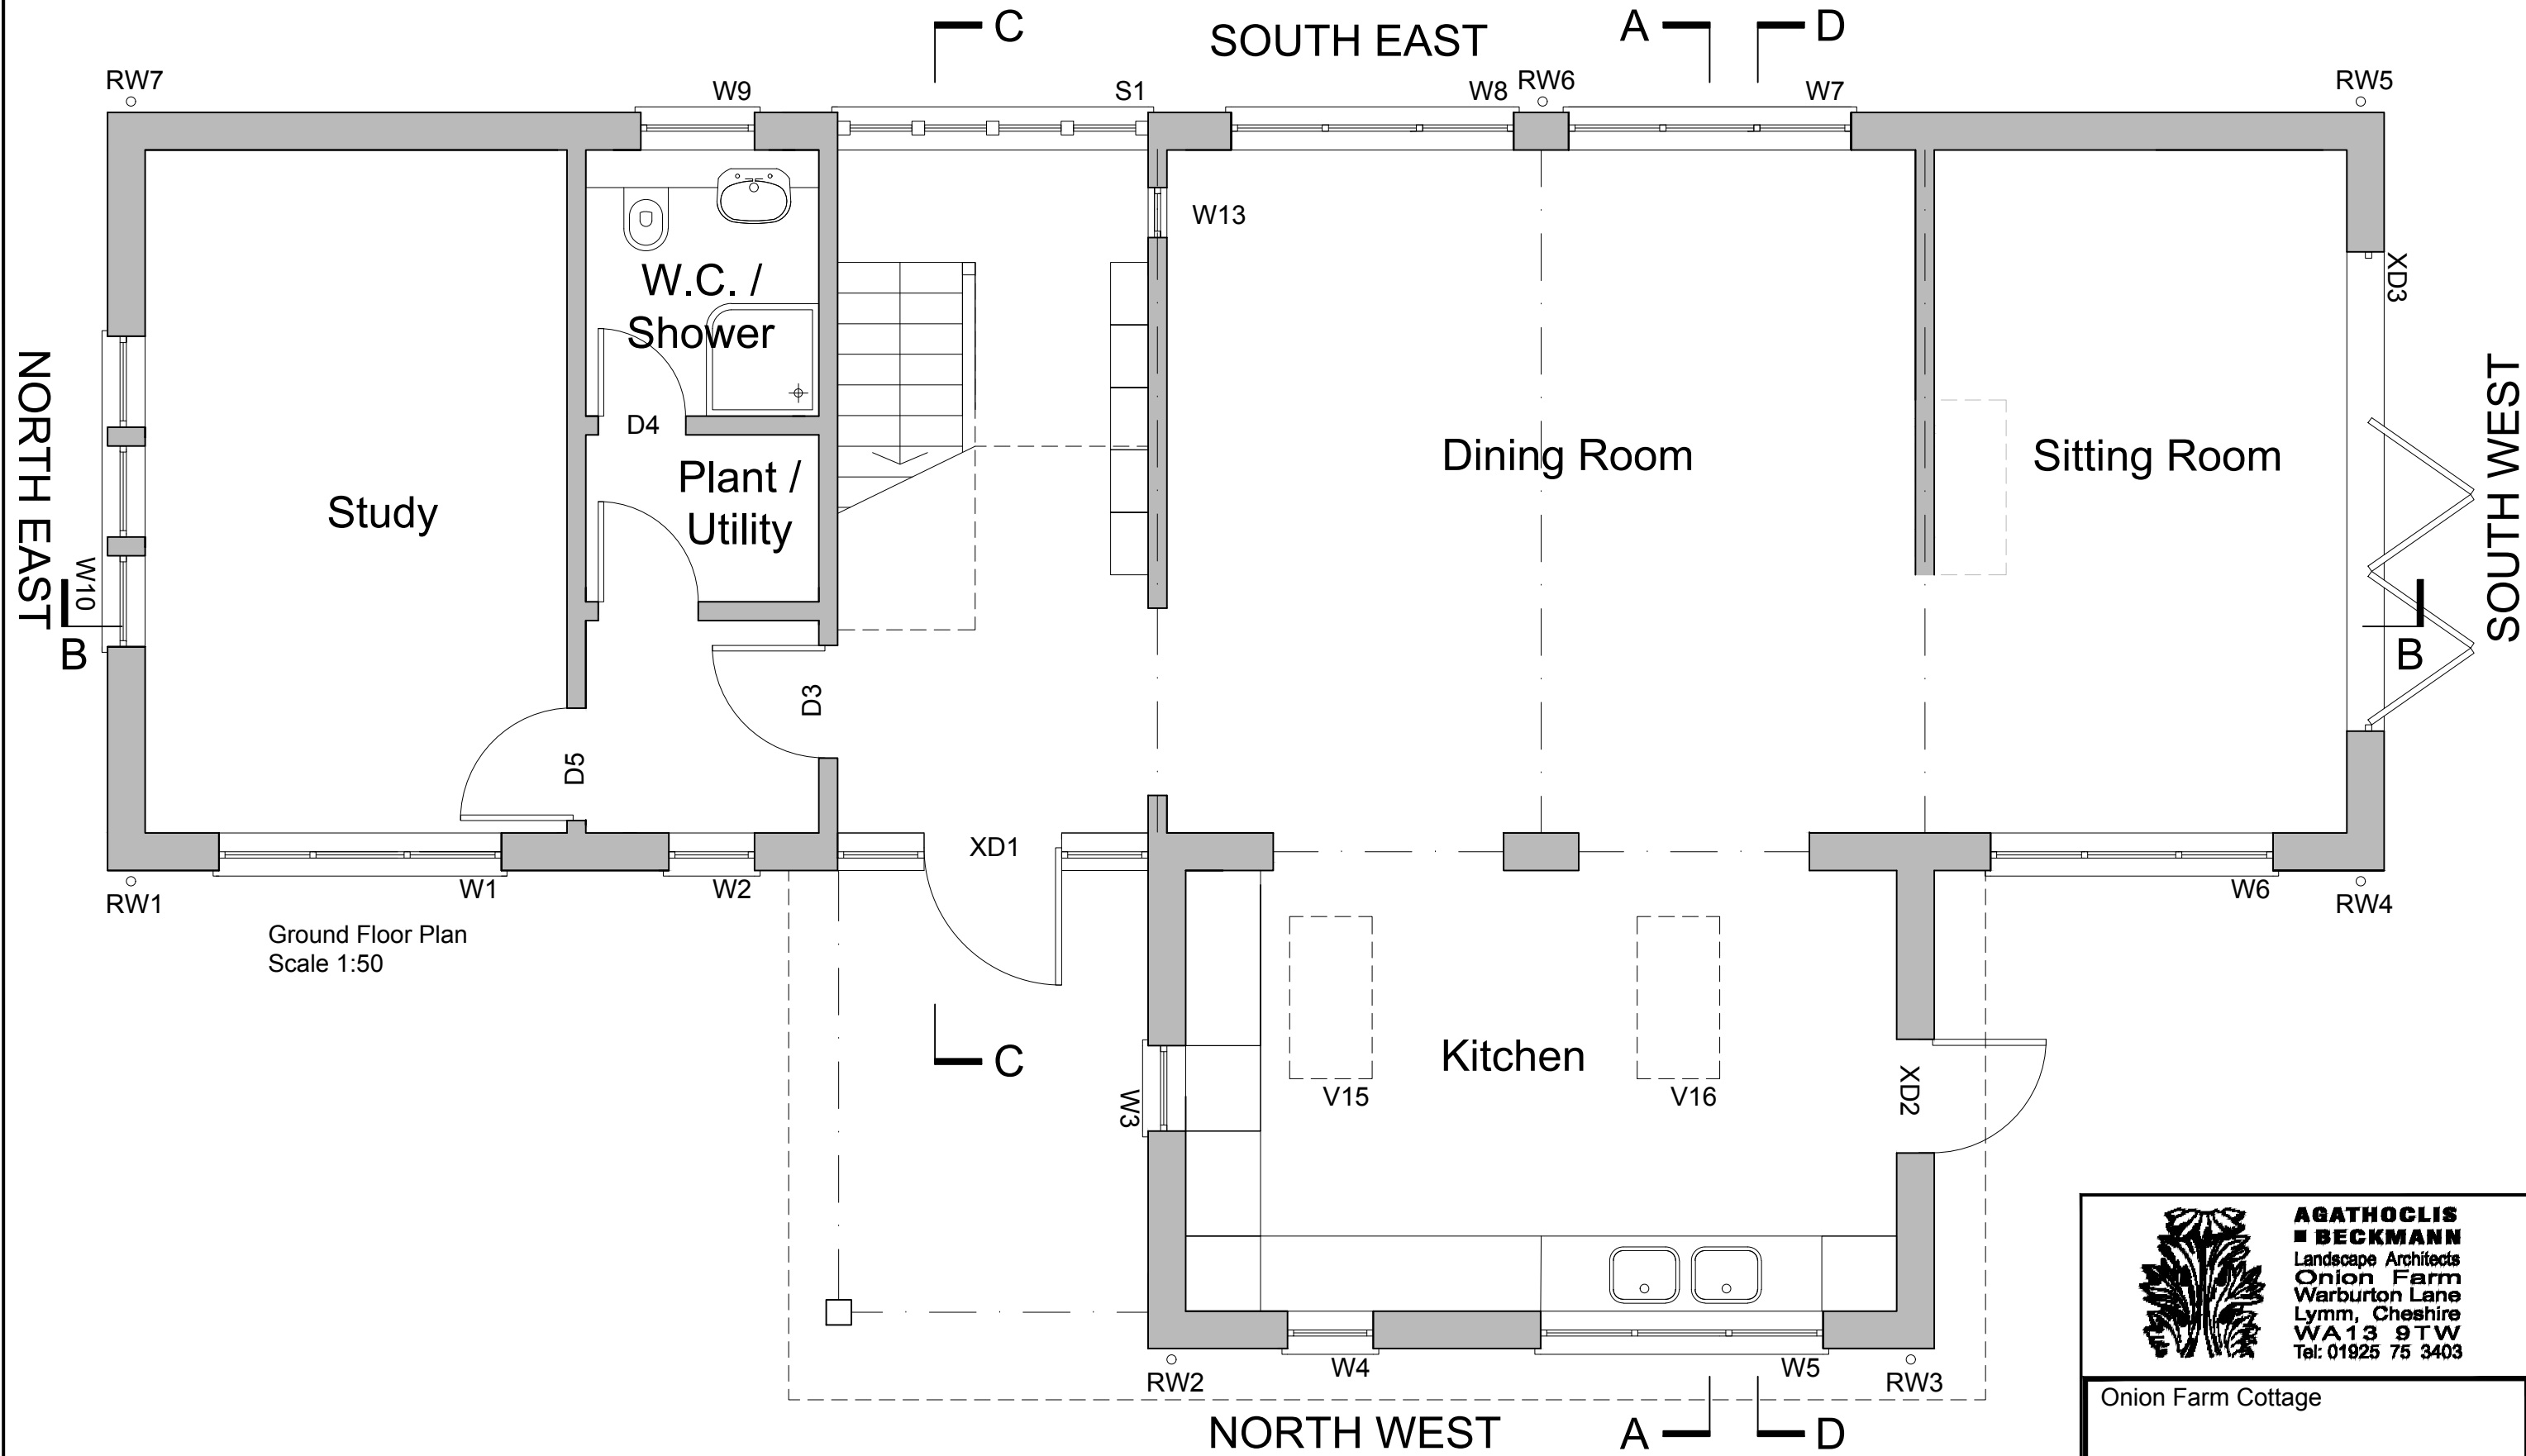 C
SOUTH EAST
A
D
RW7
W9
S1
W8
RW6
W7
RW5
W13
W.C. /
Shower
XD3
NORTH EAST
SOUTH WEST
D4
Dining Room
Sitting Room
Plant /
Utility
Study
W10
B
B
D3
D5
XD1
W1
W2
W6
RW1
RW4
Ground Floor Plan
Scale 1:50
C
Kitchen
W3
V15
V16
XD2
AGATHOCLIS
▪ BECKMANN
Landscape Architects
Onion Farm
Warburton Lane
Lymm, Cheshire
WA13 9TW
Tel: 01925 75 3403
W4
W5
RW2
RW3
Onion Farm Cottage
NORTH WEST
A
D